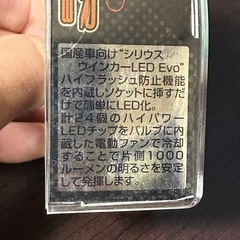 国産車向け"シリウス
ウインカーLED Evo"
ハイフラッシュ防止機能
を内蔵しソケットに挿すだ
けで簡単にLED化。
計24個のハイパワー
LEDチップをバルブに内
蔵した電動ファンで冷却
することで片側1000
ルーメンの明るさを安定
して発揮します。